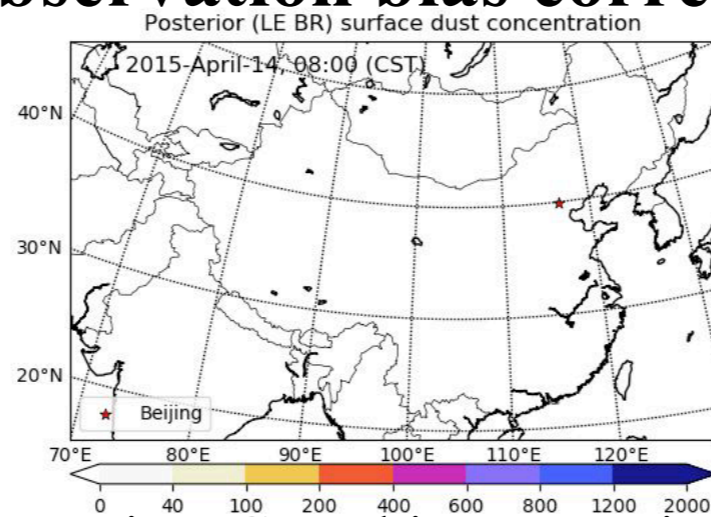 Posterior (LE BR) surface dust concentration
2015-April-14, 08:00 (CST)
40°N
30°N
20°N
Beijing
70°E 80°E 90°E 100°E 110°E 120°E
0 40 100 200 400 600 800 1200 2000